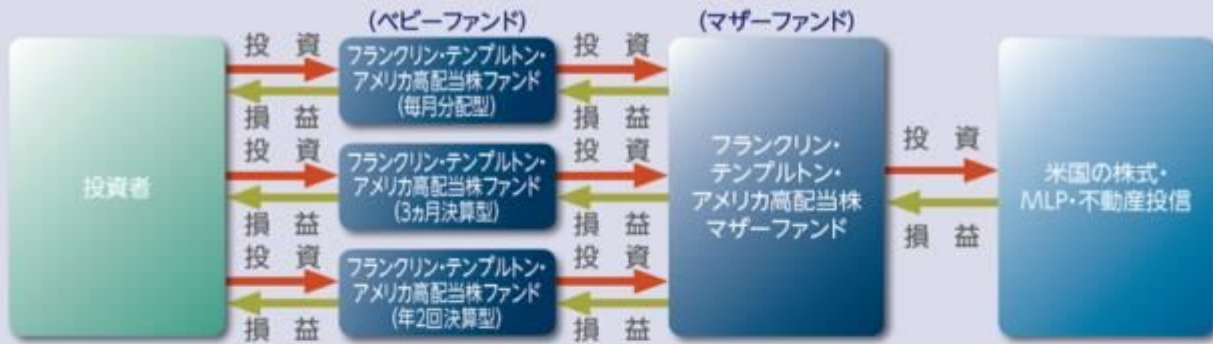 (ベビーファンド)
(マザーファンド)
投資者
投 資
フランクリン・テンプルトン・
アメリカ高配当株ファンド
(毎月分配型)
投 資
損 益
損 益
投 資
フランクリン・テンプルトン・
アメリカ高配当株ファンド
(3ヵ月決算型)
投 資
損 益
損 益
投 資
フランクリン・テンプルトン・
アメリカ高配当株ファンド
(年2回決算型)
投 資
損 益
損 益
フランクリン・
テンプルトン・
アメリカ高配当株
マザーファンド
投 資
損 益
米国の株式・
MLP・不動産投信